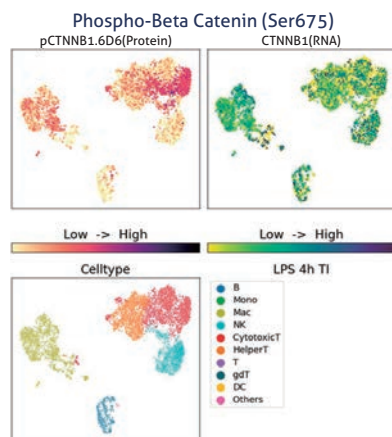 Phospho-Beta Catenin (Ser675)
pCTNNB1.6D6(Protein) CTNNB1(RNA)
Low -> High Low -> High
Celltype LPS 4h TI
B
Mono
Mac
NK
CytotoxicT
HelperT
T
gdT
DC
Others